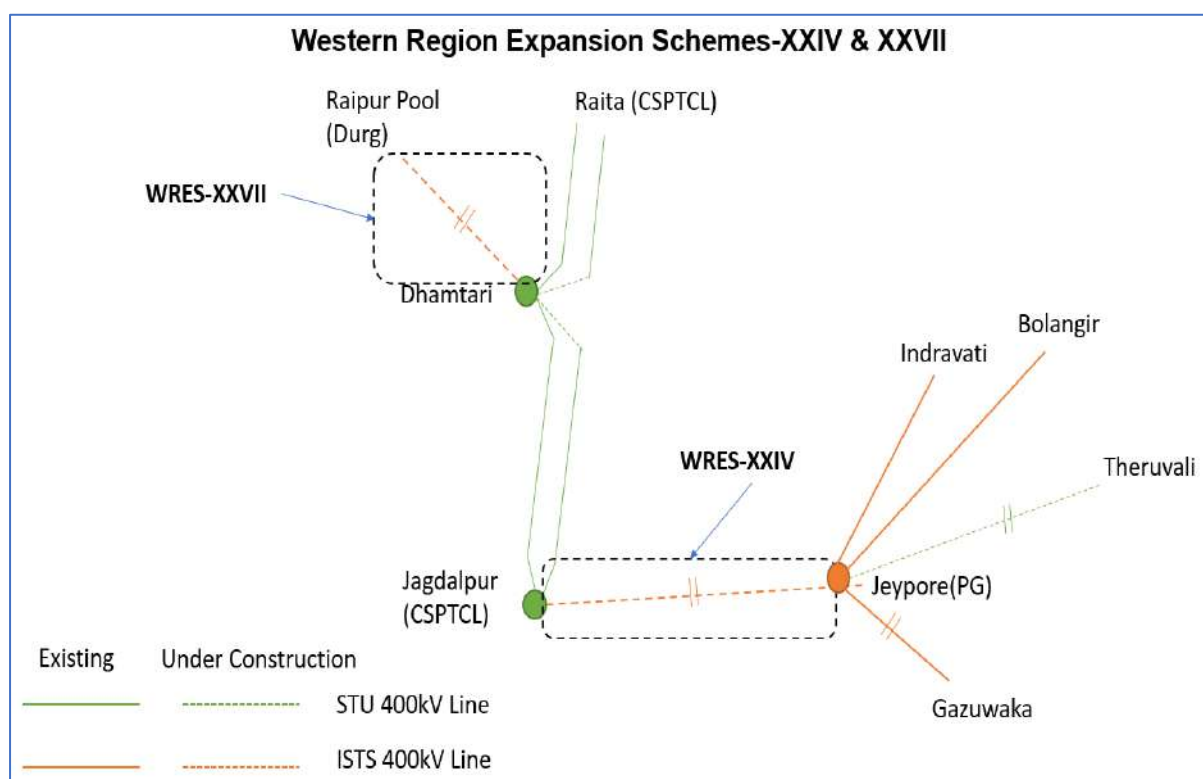 Western Region Expansion Schemes-XXIV & XXVII
Raipur Pool
(Durg)
Raita (CSPTCL)
WRES-XXVII
Dhamtari
Bolangir
Indravati
WRES-XXIV
Theruvali
Jagdalpur
(CSPTCL)
Jeypore(PG)
Gazuwaka
Existing Under Construction
STU 400kV Line
ISTS 400kV Line